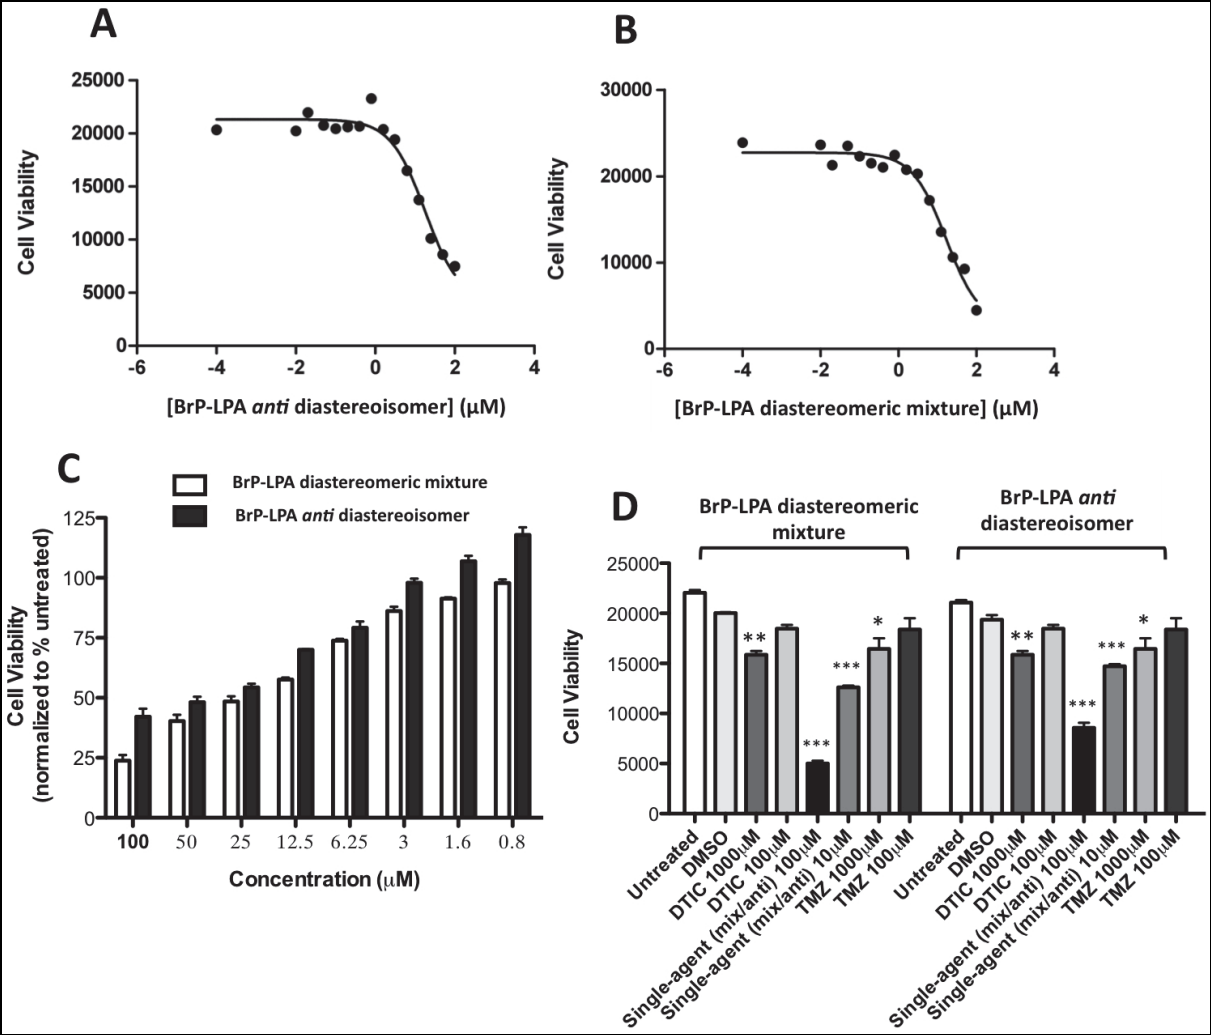 A
25000
20000
15000
10000
5000
0
Cell Viability
-6 -4 -2 0 2 4
[BrP-LPA anti diastereoisomer] (μM)
B
30000
20000
10000
0
Cell Viability
-6 -4 -2 0 2 4
[BrP-LPA diastereomeric mixture] (μM)
C
BrP-LPA diastereomeric mixture
BrP-LPA anti diastereoisomer
125
100
75
50
25
0
Cell Viability
(normalized to % untreated)
100 50 25 12.5 6.25 3 1.6 0.8
Concentration (μM)
D
BrP-LPA diastereomeric
mixture
BrP-LPA anti
diastereoisomer
25000
20000
15000
10000
5000
0
Cell Viability
**
***
***
*
**
***
***
*
Untreated
DMSO
DTIC 1000μM
DTIC 100μM
Single-agent (mix/anti) 100μM
Single-agent (mix/anti) 10μM
TMZ 1000μM
TMZ 100μM
Untreated
DMSO
DTIC 1000μM
DTIC 100μM
Single-agent (mix/anti) 100μM
Single-agent (mix/anti) 10μM
TMZ 1000μM
TMZ 100μM